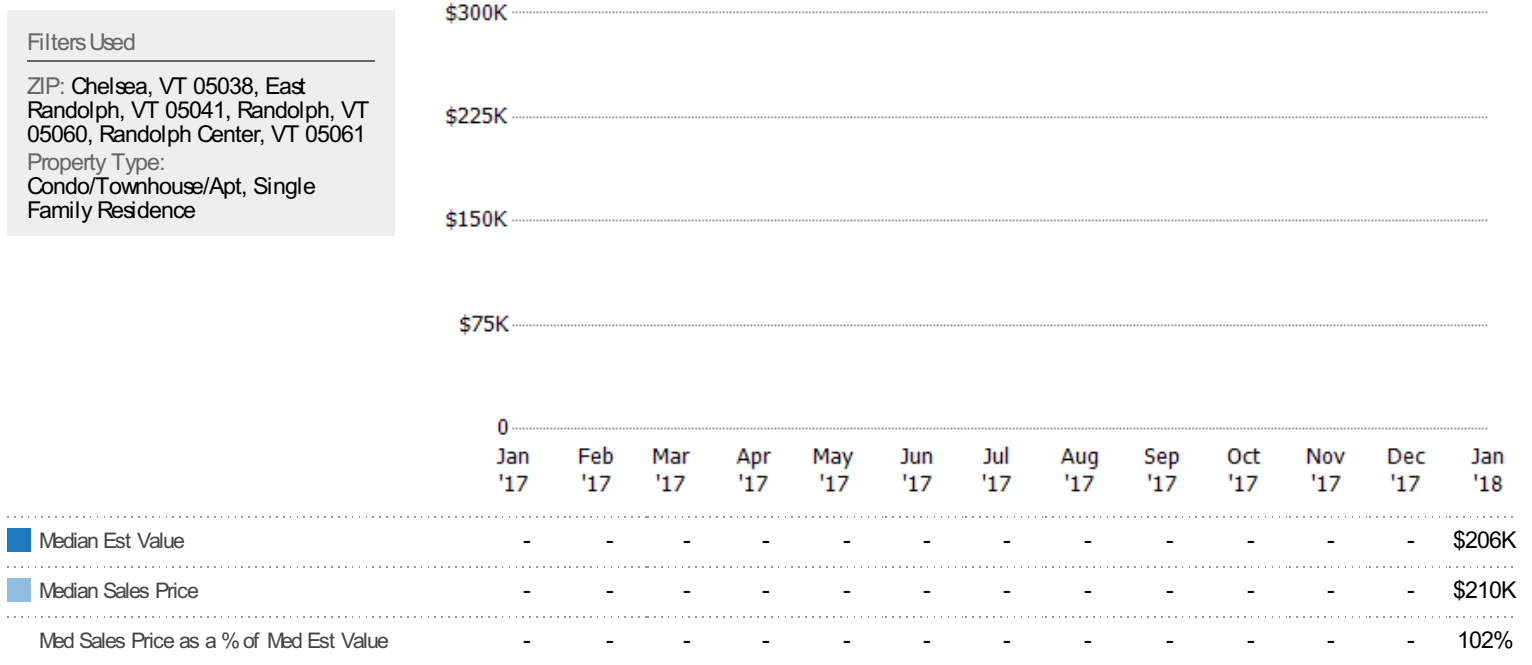 Filters Used
ZIP: Chelsea, VT 05038, East
Randolph, VT 05041, Randolph, VT
05060, Randolph Center, VT 05061
Property Type:
Condo/Townhouse/Apt, Single
Family Residence
$300K
$225K
$150K
$75K
0
Jan '17 Feb '17 Mar '17 Apr '17 May '17 Jun '17 Jul '17 Aug '17 Sep '17 Oct '17 Nov '17 Dec '17 Jan '18
Median Est Value - - - - - - - - - - - - $206K
Median Sales Price - - - - - - - - - - - - $210K
Med Sales Price as a % of Med Est Value - - - - - - - - - - - - 102%